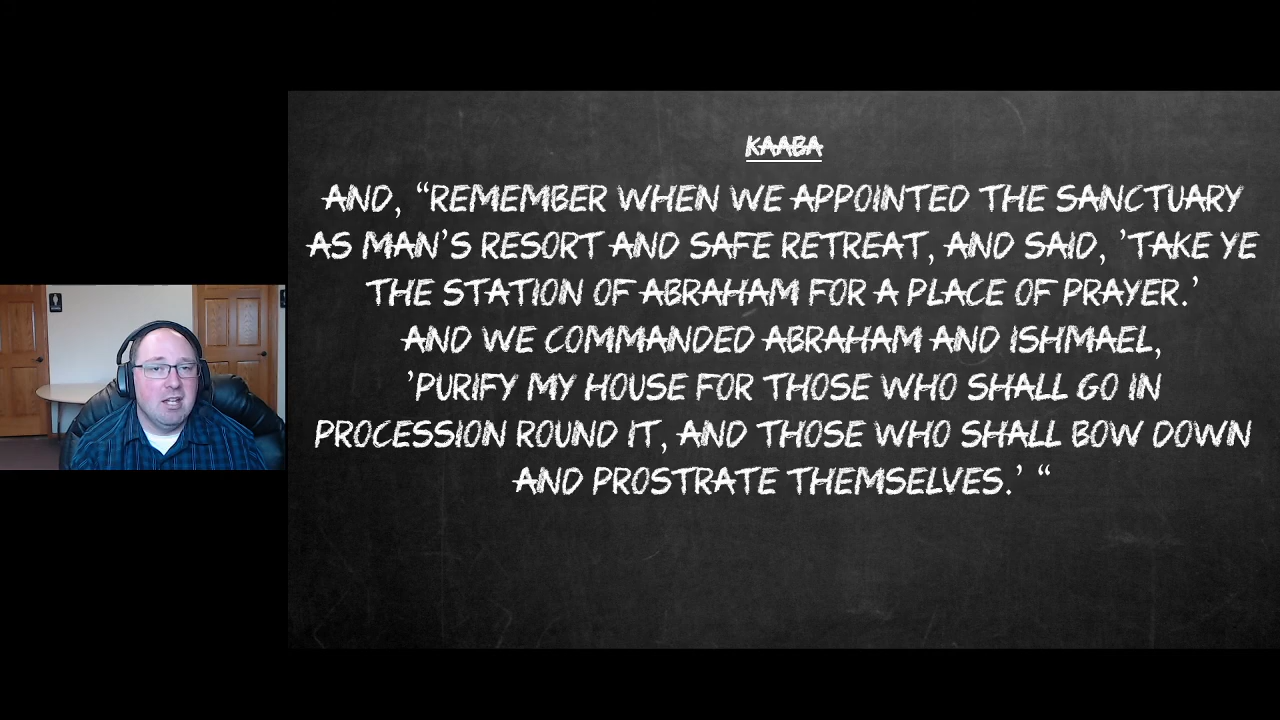 KAABA
AND, “REMEMBER WHEN WE APPOINTED THE SANCTUARY
AS MAN’S RESORT AND SAFE RETREAT, AND SAID, ’TAKE YE
THE STATION OF ABRAHAM FOR A PLACE OF PRAYER.’
AND WE COMMANDED ABRAHAM AND ISHMAEL,
’PURIFY MY HOUSE FOR THOSE WHO SHALL GO IN
PROCESSION ROUND IT, AND THOSE WHO SHALL BOW DOWN
AND PROSTRATE THEMSELVES.’ “